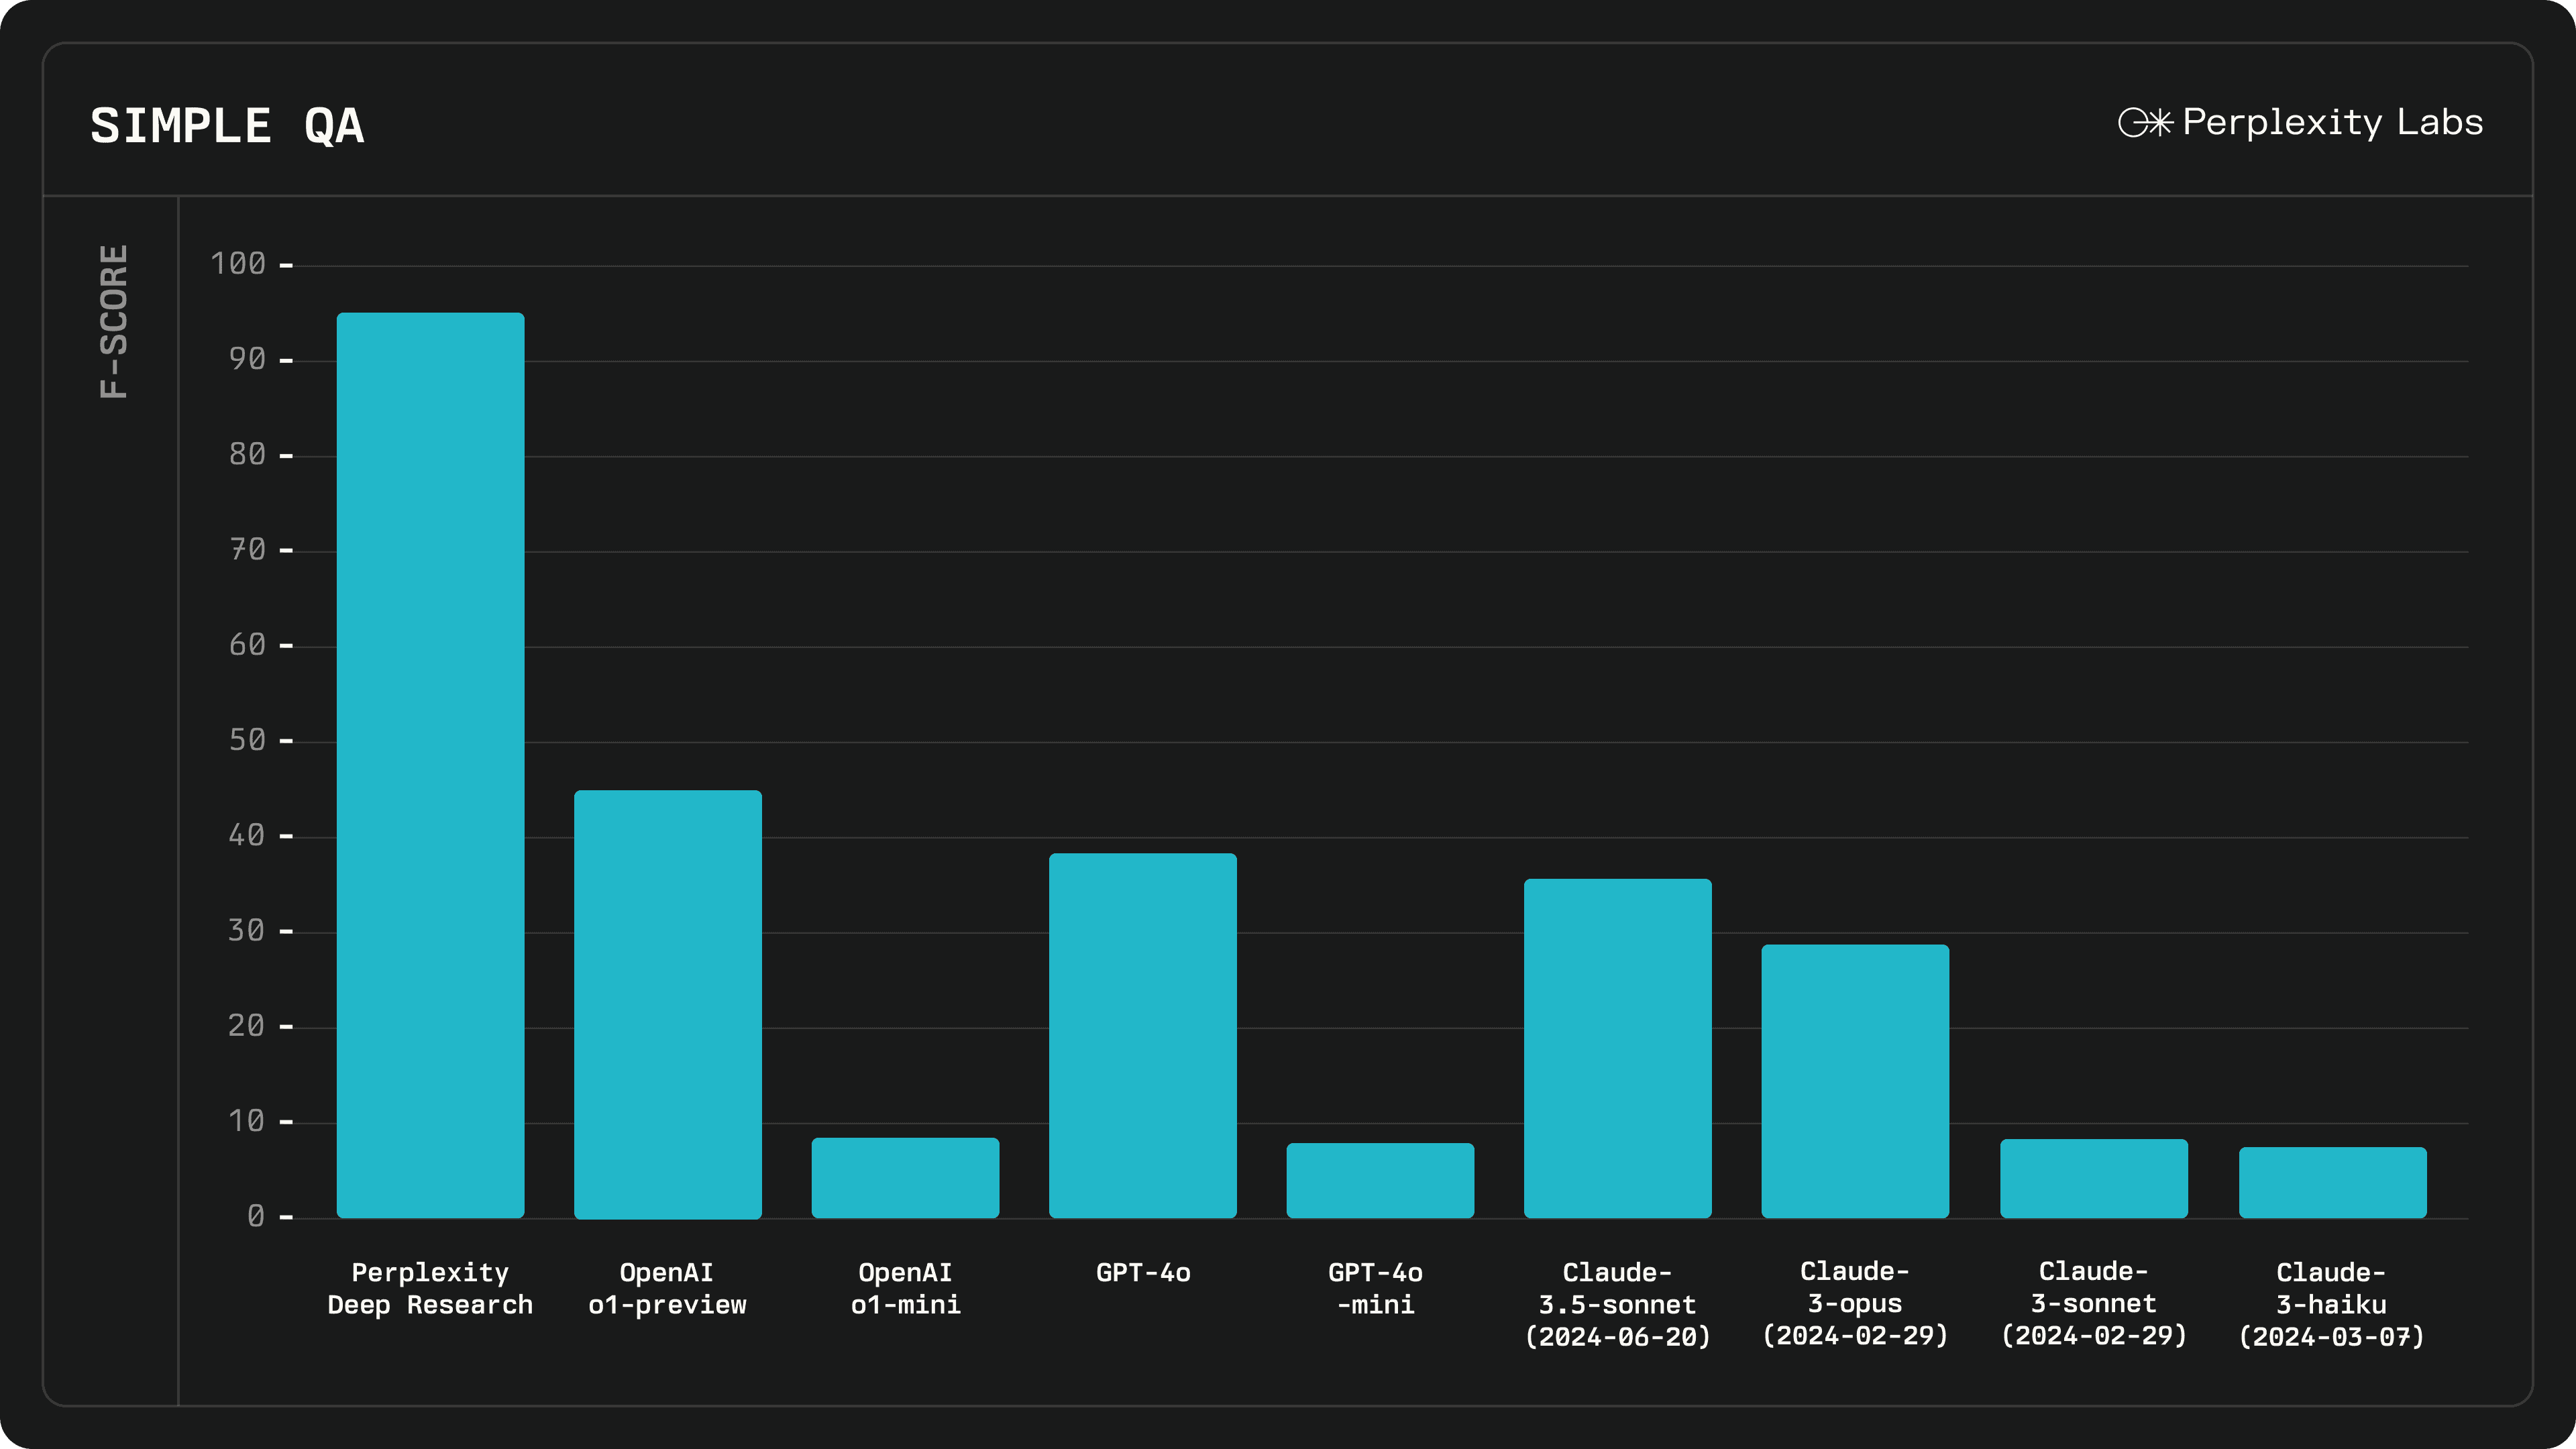 SIMPLE QA
Perplexity Labs
F-SCORE
100
90
80
70
60
50
40
30
20
10
0
Perplexity
Deep Research
OpenAI
o1-preview
OpenAI
o1-mini
GPT-4o
GPT-4o
-mini
Claude-
3.5-sonnet
(2024-06-20)
Claude-
3-opus
(2024-02-29)
Claude-
3-sonnet
(2024-02-29)
Claude-
3-haiku
(2024-03-07)